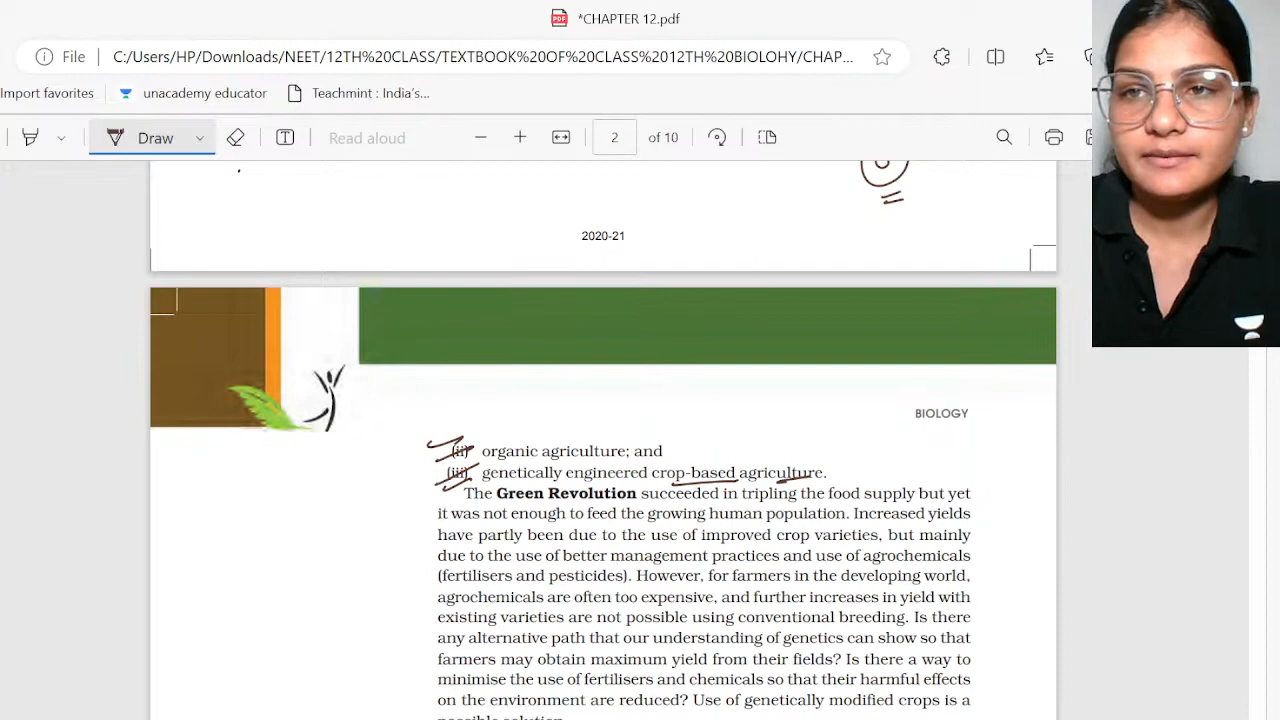 *CHAPTER 12.pdf
File C:/Users/HP/Downloads/NEET/12TH%20CLASS/TEXTBOOK%20OF%20CLASS%2012TH%20BIOLOHY/CHAP...
Import favorites unacademy educator Teachmint : India's...
Draw Read aloud 2 of 10
2020-21
BIOLOGY
(ii) organic agriculture; and
(iii) genetically engineered crop-based agriculture.
The Green Revolution succeeded in tripling the food supply but yet
it was not enough to feed the growing human population. Increased yields
have partly been due to the use of improved crop varieties, but mainly
due to the use of better management practices and use of agrochemicals
(fertilisers and pesticides). However, for farmers in the developing world,
agrochemicals are often too expensive, and further increases in yield with
existing varieties are not possible using conventional breeding. Is there
any alternative path that our understanding of genetics can show so that
farmers may obtain maximum yield from their fields? Is there a way to
minimise the use of fertilisers and chemicals so that their harmful effects
on the environment are reduced? Use of genetically modified crops is a
possible solution.